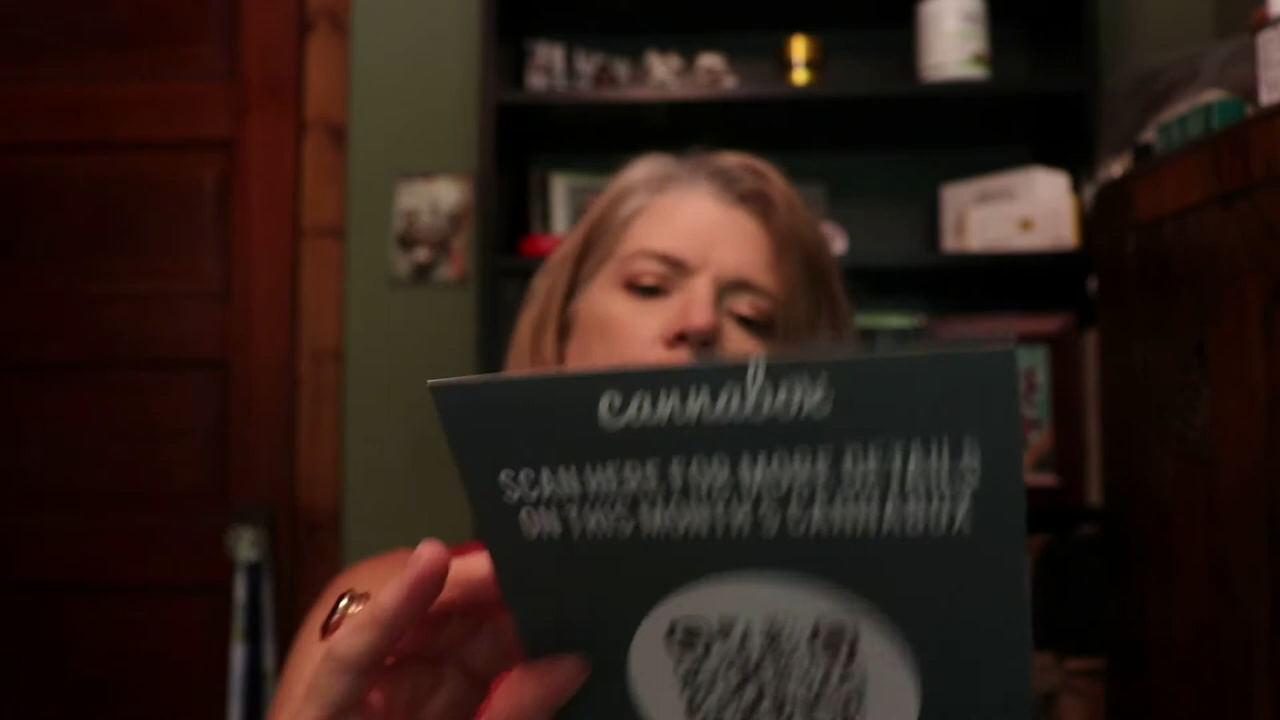 cannabox
SCAN HERE FOR MORE DETAILS
ON THIS MONTH'S CANNABOX